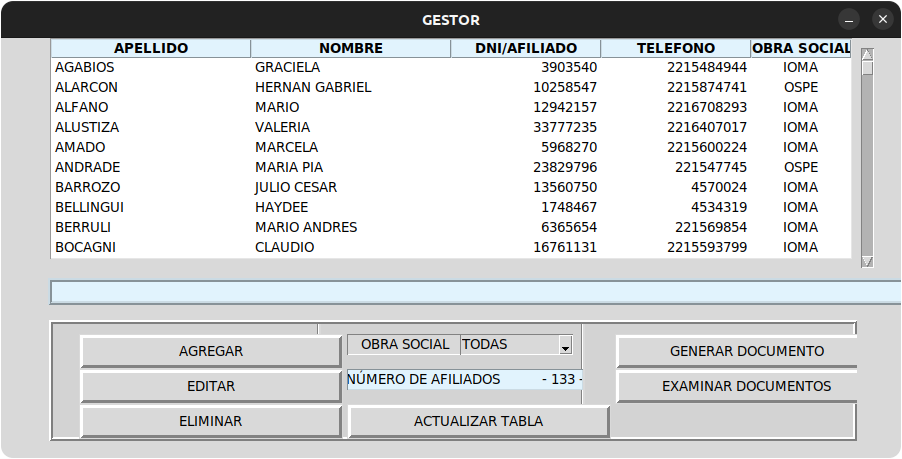 GESTOR
APELLIDO NOMBRE DNI/AFILIADO TELEFONO OBRA SOCIAL
AGABIOS GRACIELA 3903540 2215484944 IOMA
ALARCON HERNAN GABRIEL 10258547 2215874741 OSPE
ALFANO MARIO 12942157 2216708293 IOMA
ALUSTIZA VALERIA 33777235 2216407017 IOMA
AMADO MARCELA 5968270 2215600224 IOMA
ANDRADE MARIA PIA 23829796 221547745 OSPE
BARROZO JULIO CESAR 13560750 4570024 IOMA
BELLINGUI HAYDEE 1748467 4534319 IOMA
BERRULI MARIO ANDRES 6365654 221569854 IOMA
BOCAGNI CLAUDIO 16761131 2215593799 IOMA
AGREGAR OBRA SOCIAL TODAS GENERAR DOCUMENTO
EDITAR NÚMERO DE AFILIADOS - 133 - EXAMINAR DOCUMENTOS
ELIMINAR ACTUALIZAR TABLA